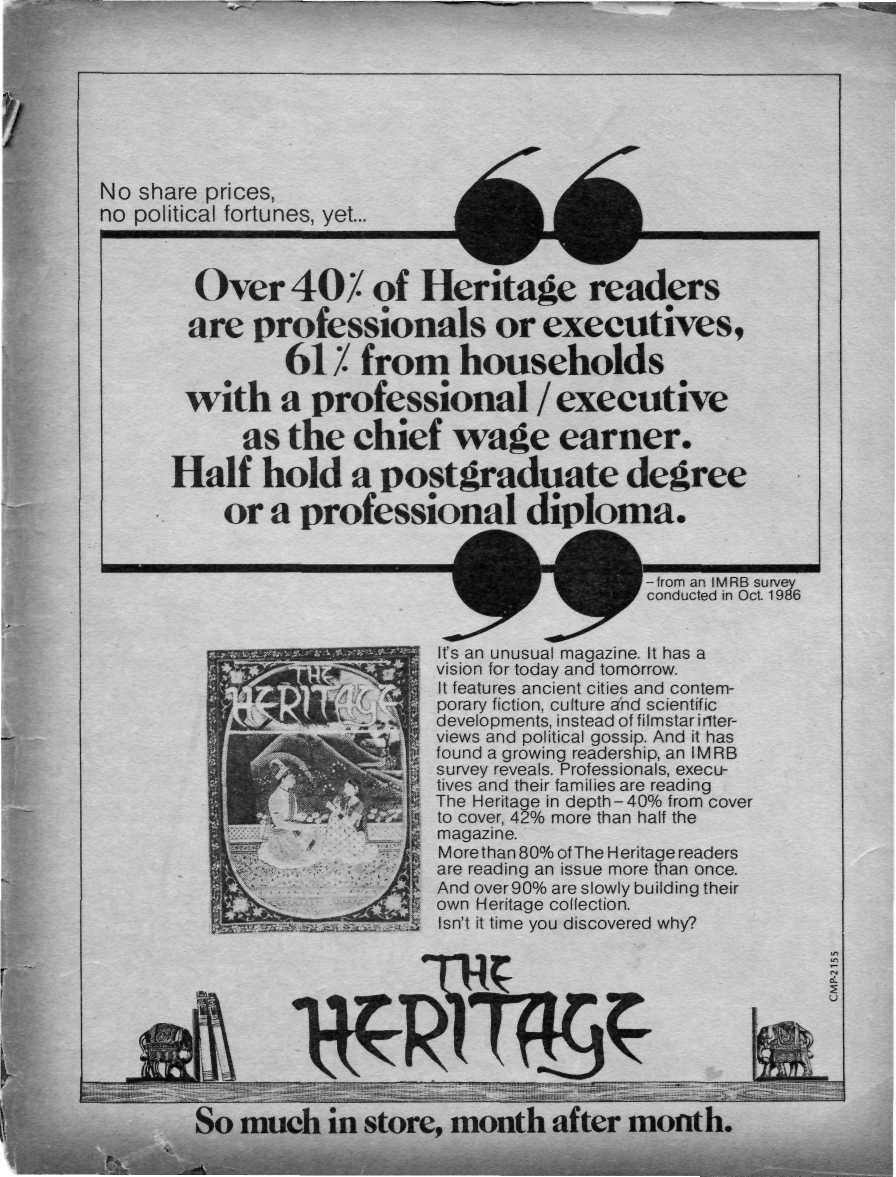 No share prices,
no political fortunes, yet...
Over 40% of Heritage readers
are professionals or executives,
61% from households
with a professional / executive
as the chief wage earner.
Half hold a postgraduate degree
or a professional diploma.
– from an IMRB survey
conducted in Oct. 1986
THE
HERITAGE
It's an unusual magazine. It has a
vision for today and tomorrow.
It features ancient cities and contem-
porary fiction, culture and scientific
developments, instead of filmstar inter-
views and political gossip. And it has
found a growing readership, an IMRB
survey reveals. Professionals, execu-
tives and their families are reading
The Heritage in depth – 40% from cover
to cover, 42% more than half the
magazine.
More than 80% of The Heritage readers
are reading an issue more than once.
And over 90% are slowly building their
own Heritage collection.
Isn't it time you discovered why?
THE
HERITAGE
CMP-2155
So much in store, month after month.